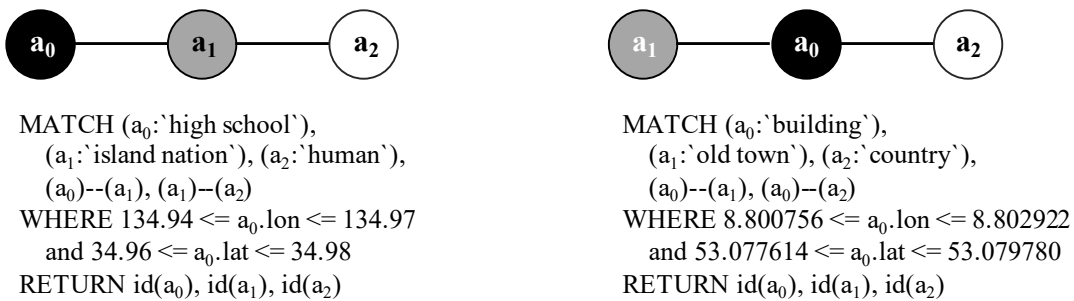 a₀ a₁ a₂
MATCH (a₀:`high school`),
(a₁:`island nation`), (a₂:`human`),
(a₀)--(a₁), (a₁)--(a₂)
WHERE 134.94 <= a₀.lon <= 134.97
and 34.96 <= a₀.lat <= 34.98
RETURN id(a₀), id(a₁), id(a₂)
a₁ a₀ a₂
MATCH (a₀:`building`),
(a₁:`old town`), (a₂:`country`),
(a₀)--(a₁), (a₀)--(a₂)
WHERE 8.800756 <= a₀.lon <= 8.802922
and 53.077614 <= a₀.lat <= 53.079780
RETURN id(a₀), id(a₁), id(a₂)